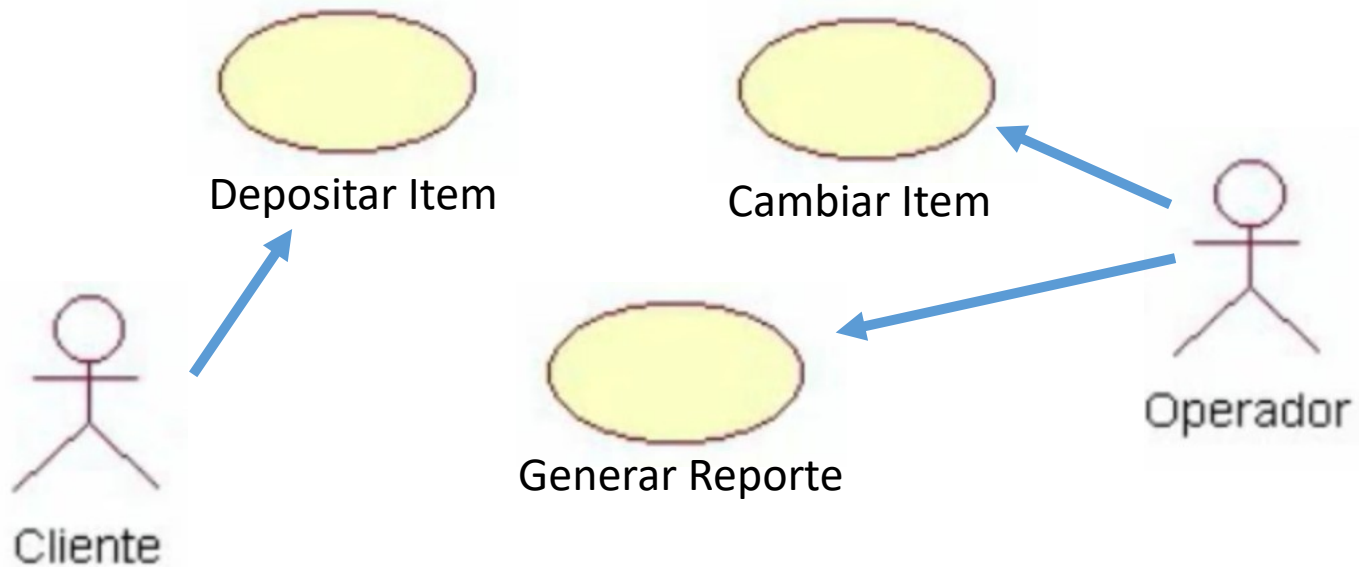 Depositar Item
Cambiar Item
Operador
Generar Reporte
Cliente